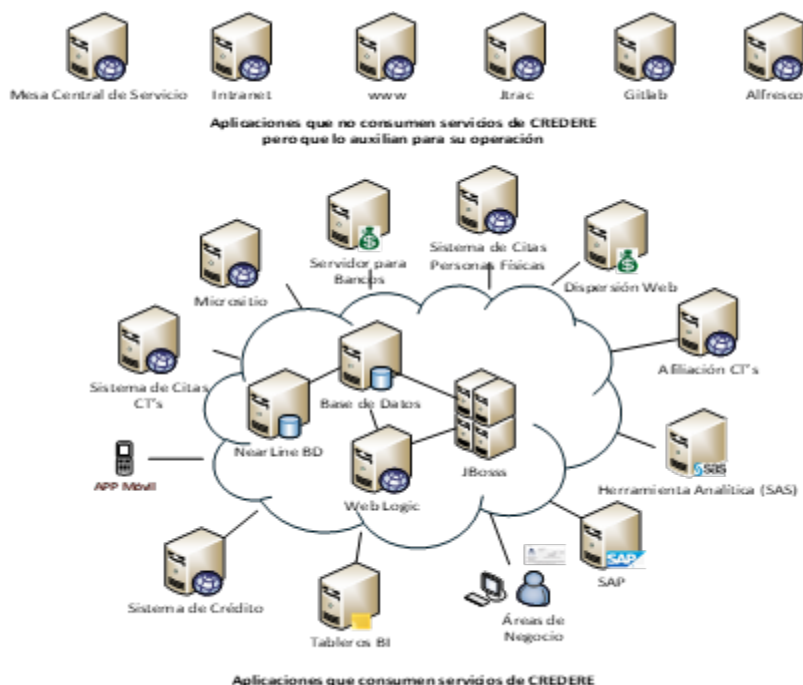 Mesa Central de Servicio
Intranet
www
Jtrac
Gitlab
Alfresco
Aplicaciones que no consumen servicios de CREDERE
pero que lo auxilian para su operación
Servidor para
Bancos
Sistema de Citas
Personas Físicas
Dispersión Web
Micrositio
Afiliación CT's
Sistema de Citas
CT's
Base de Datos
NearLine BD
JBosss
Web Logic
APP Móvil
sas
Herramienta Analítica (SAS)
SAP
SAP
Sistema de Crédito
Tableros BI
Áreas de
Negocio
Aplicaciones que consumen servicios de CREDERE